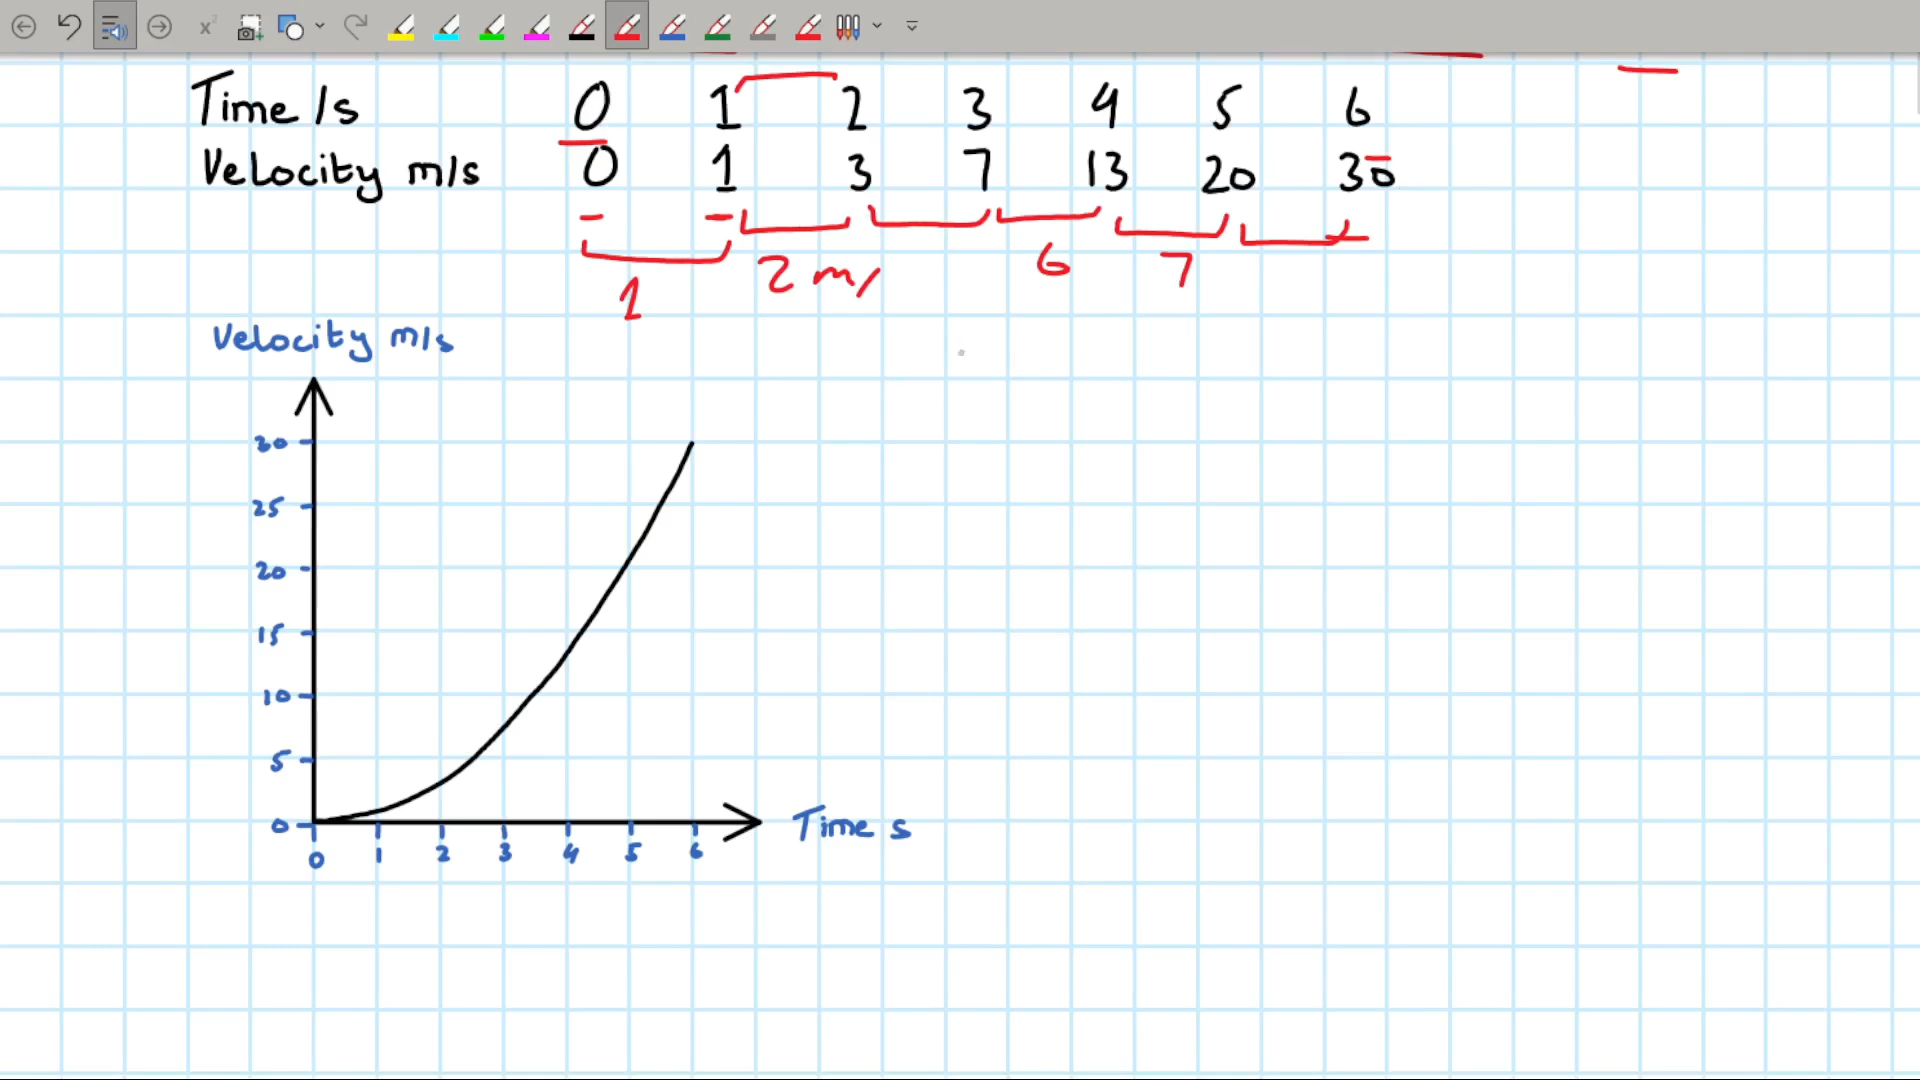 x²
Time /s 0 1 2 3 4 5 6
Velocity m/s 0 1 3 7 13 20 30
1 2 m/ 6 7
Velocity m/s
30
25
20
15
10
5
0
0 1 2 3 4 5 6
Time s